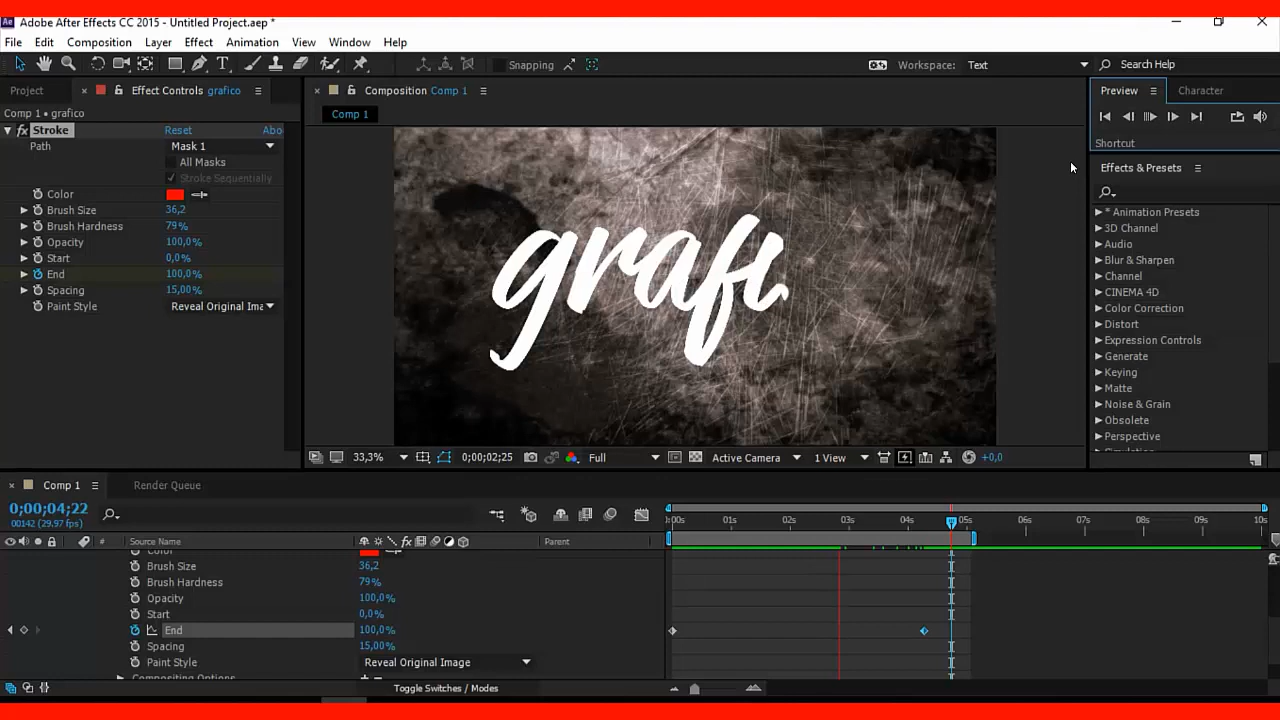 Adobe After Effects CC 2015 - Untitled Project.aep *
File Edit Composition Layer Effect Animation View Window Help
Snapping
Workspace: Text
Search Help
Project
Effect Controls grafico
Comp 1 • grafico
fx Stroke Reset Abo
Path Mask 1
All Masks
Stroke Sequentially
Color
Brush Size 36,2
Brush Hardness 79%
Opacity 100,0%
Start 0,0%
End 100,0%
Spacing 15,00%
Paint Style Reveal Original Ima
Composition Comp 1
Comp 1
grafi
33,3% 0;00;02;25 Full Active Camera 1 View +0,0
Preview Character
Shortcut
Effects & Presets
* Animation Presets
3D Channel
Audio
Blur & Sharpen
Channel
CINEMA 4D
Color Correction
Distort
Expression Controls
Generate
Keying
Matte
Noise & Grain
Obsolete
Perspective
Comp 1 Render Queue
0;00;04;22
00142 (29.97 fps)
:00s 01s 02s 03s 04s 05s 06s 07s 08s 09s 10s
# Source Name Parent
Color
Brush Size 36,2
Brush Hardness 79%
Opacity 100,0%
Start 0,0%
End 100,0%
Spacing 15,00%
Paint Style Reveal Original Image
Compositing Options
Toggle Switches / Modes